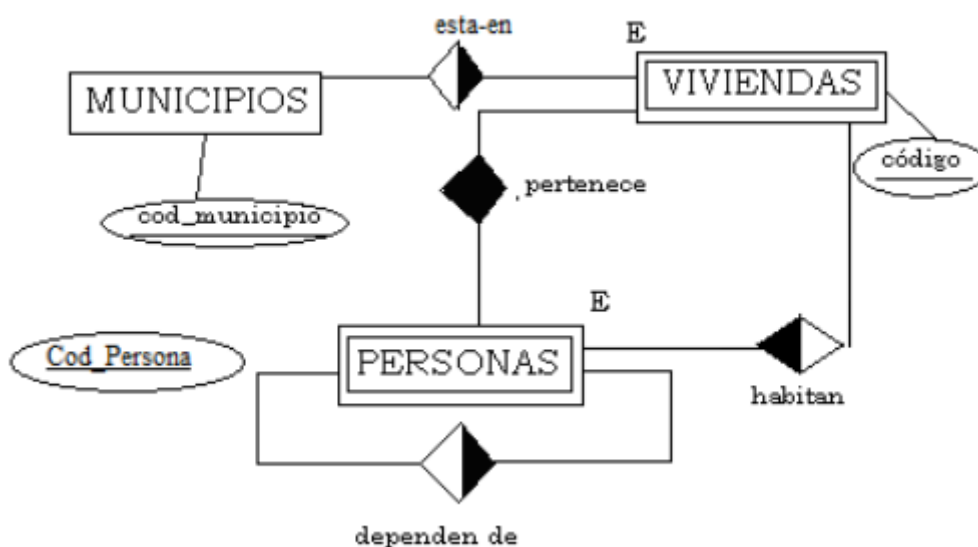 esta-en
E
MUNICIPIOS
VIVIENDAS
código
pertenece
cod_municipio
E
Cod_Persona
PERSONAS
habitan
dependen de